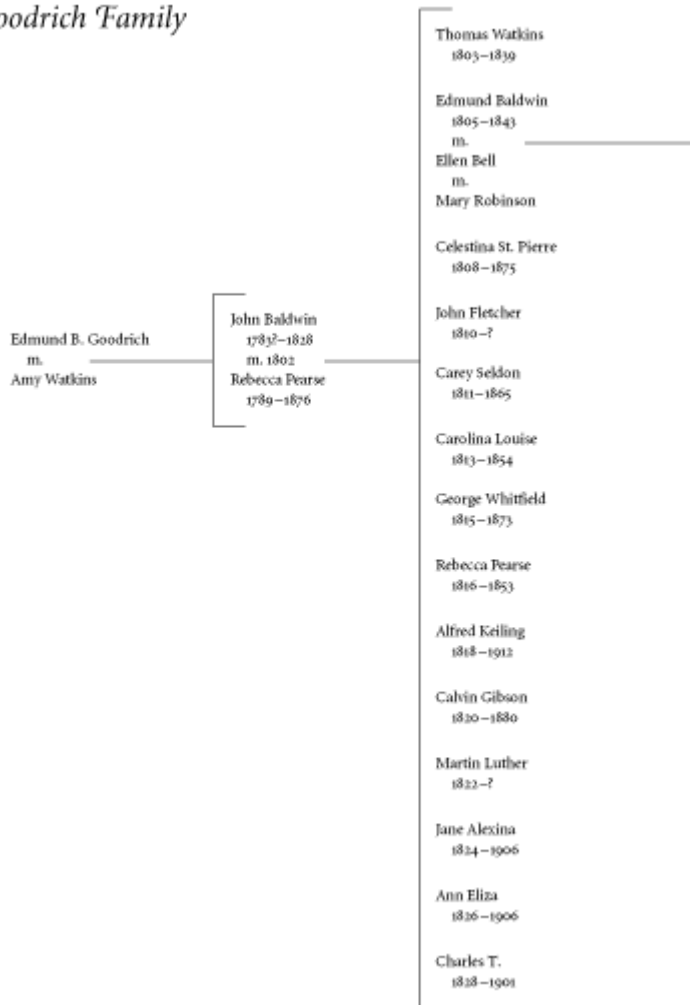 oodrich Family
Edmund B. Goodrich
m.
Amy Watkins
John Baldwin
1783?–1828
m. 1802
Rebecca Pearse
1789–1876
Thomas Watkins
1803–1839
Edmund Baldwin
1805–1843
m.
Ellen Bell
m.
Mary Robinson
Celestina St. Pierre
1808–1875
John Fletcher
1810–?
Carey Seldon
1811–1865
Carolina Louise
1813–1854
George Whitfield
1815–1873
Rebecca Pearse
1816–1853
Alfred Keiling
1818–1912
Calvin Gibson
1820–1880
Martin Luther
1822–?
Jane Alexina
1824–1906
Ann Eliza
1826–1906
Charles T.
1828–1901